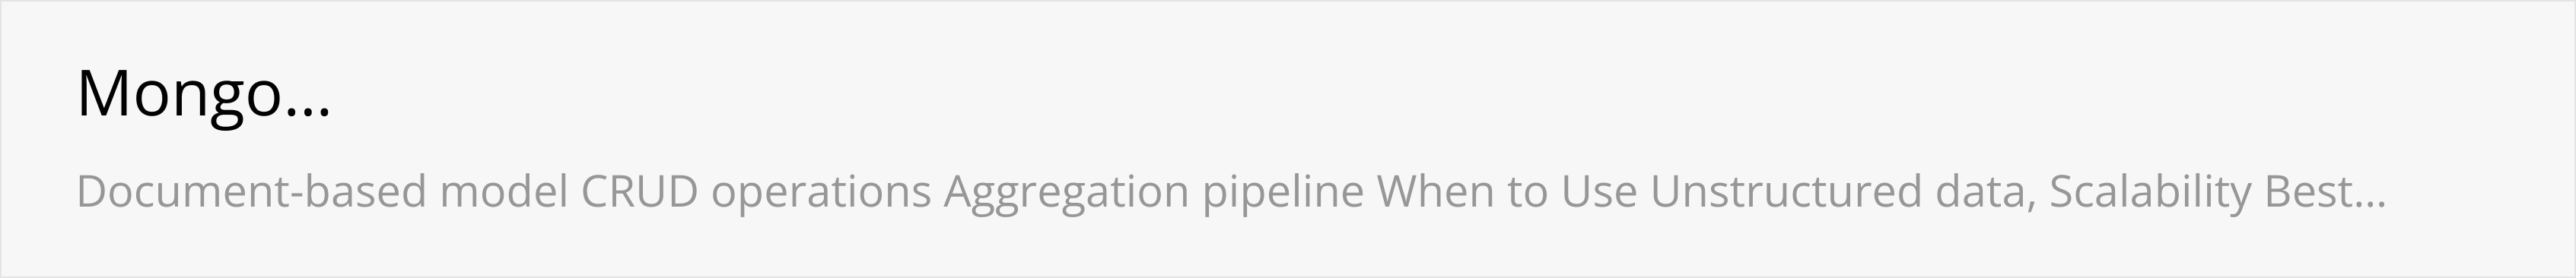 Mongo...
Document-based model CRUD operations Aggregation pipeline When to Use Unstructured data, Scalability Best...